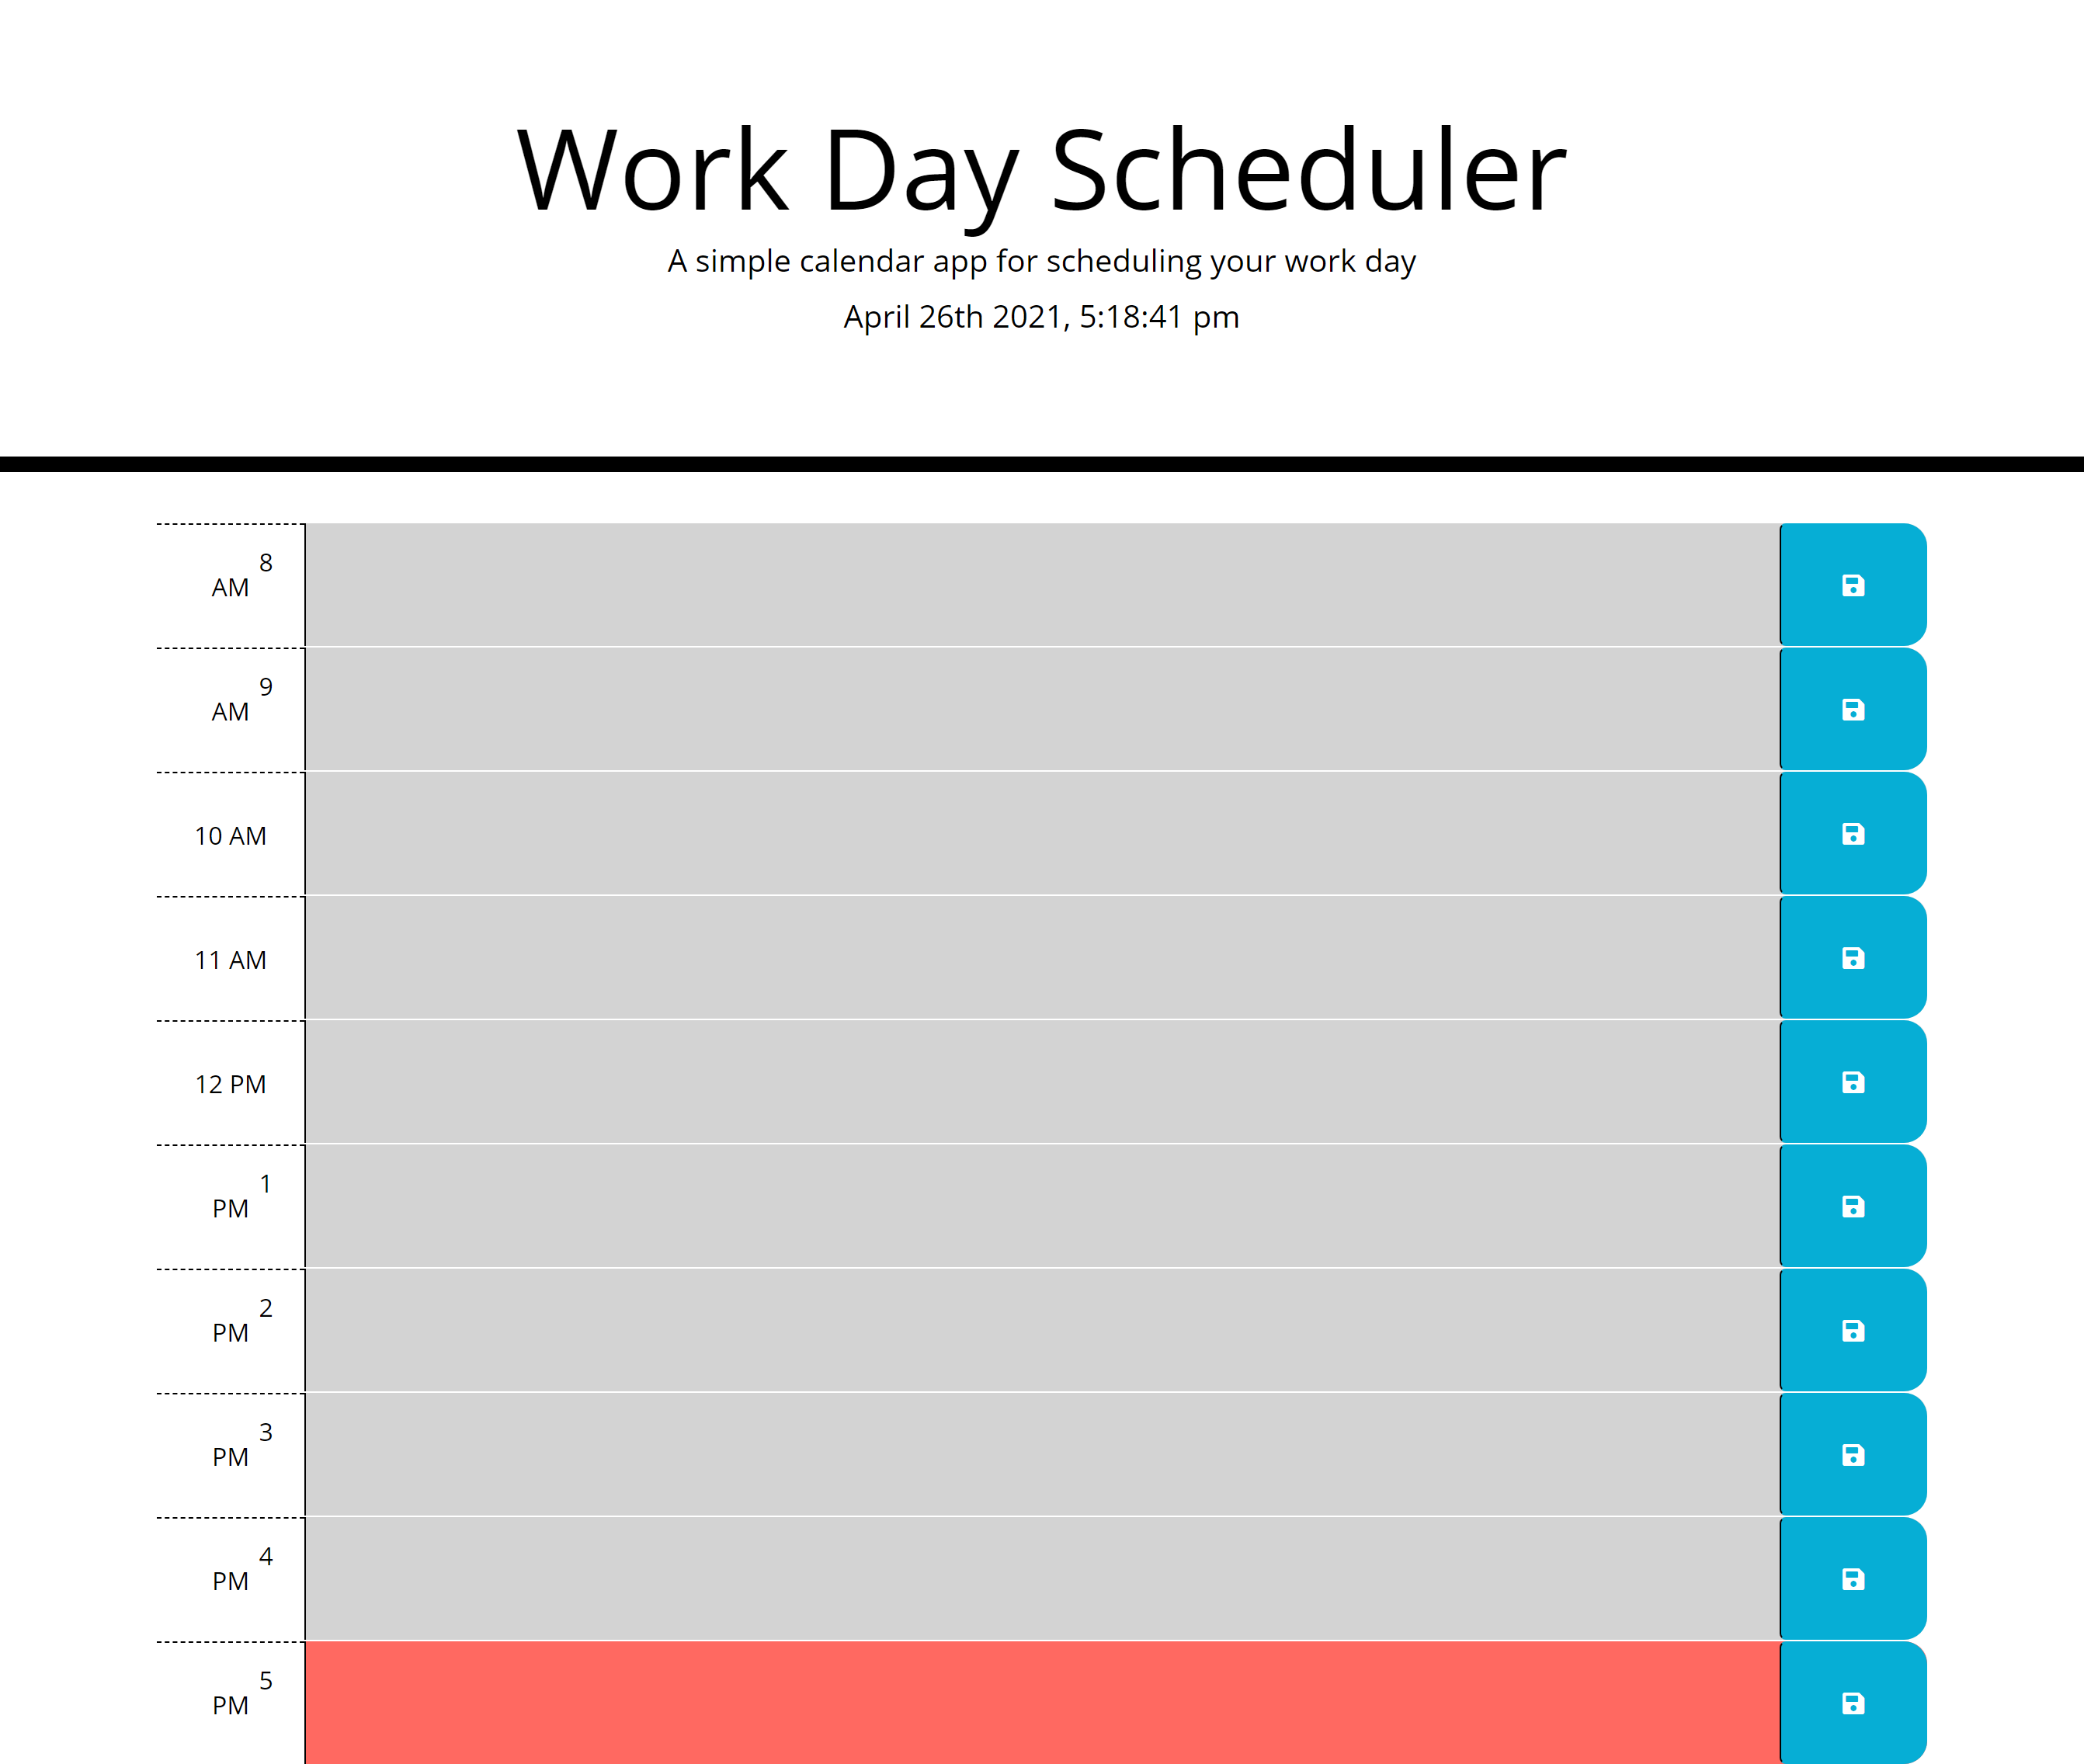 Work Day Scheduler
A simple calendar app for scheduling your work day
April 26th 2021, 5:18:41 pm
8
AM
9
AM
10 AM
11 AM
12 PM
1
PM
2
PM
3
PM
4
PM
5
PM